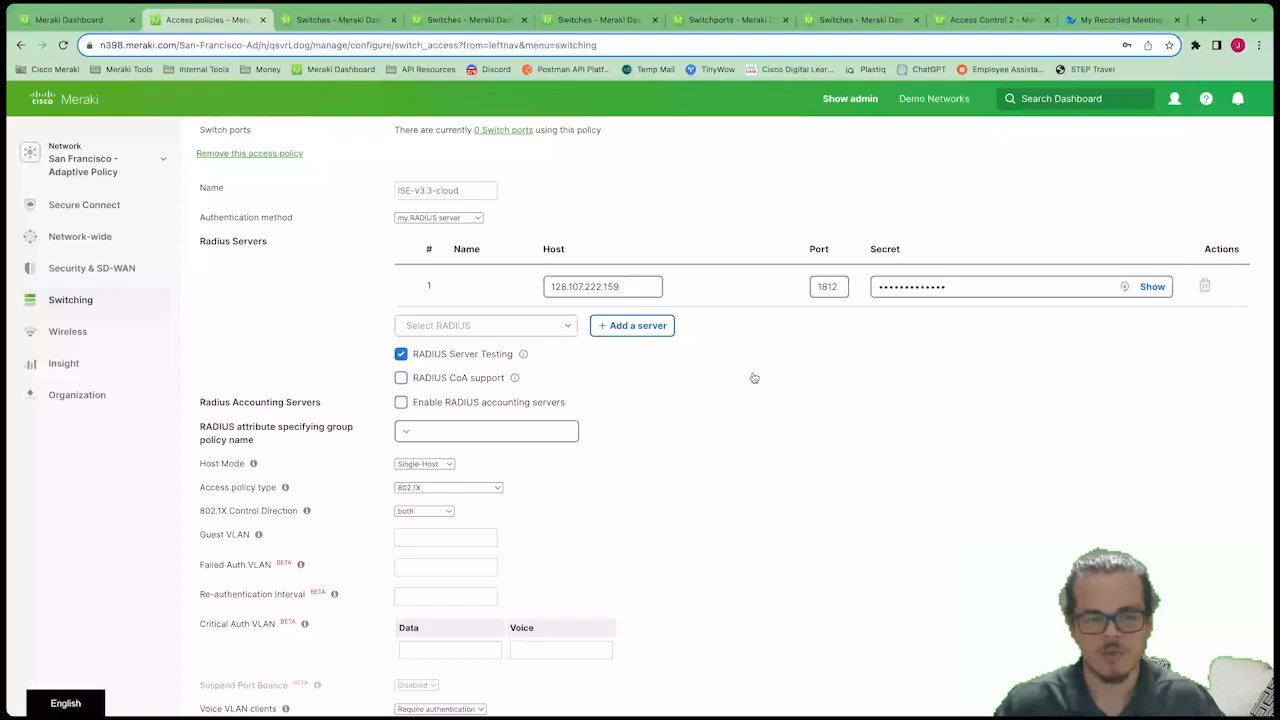 Meraki Dashboard
Access policies - Mer
Switches - Meraki Das
Switches - Meraki Das
Switches - Meraki Das
Switchports - Meraki D
Switches - Meraki Das
Access Control 2 - Me
My Recorded Meeting
n398.meraki.com/San-Francisco-Ad/n/qsvrLdog/manage/configure/switch_access?from=leftnav&menu=switching
J
Cisco Meraki
Meraki Tools
Internal Tools
Money
Meraki Dashboard
API Resources
Discord
Postman API Platf...
Temp Mail
TinyWow
Cisco Digital Lear...
Plastiq
ChatGPT
Employee Assista...
STEP Travel
cisco Meraki
Show admin
Demo Networks
Search Dashboard
Network
San Francisco -
Adaptive Policy
Secure Connect
Network-wide
Security & SD-WAN
Switching
Wireless
Insight
Organization
Switch ports There are currently 0 Switch ports using this policy
Remove this access policy
Name ISE-v3.3-cloud
Authentication method my RADIUS server
Radius Servers
# Name Host Port Secret Actions
1 128.107.222.159 1812 ••••••••••••• Show
Select RADIUS + Add a server
RADIUS Server Testing
RADIUS CoA support
Radius Accounting Servers Enable RADIUS accounting servers
RADIUS attribute specifying group
policy name
Host Mode Single-Host
Access policy type 802.1X
802.1X Control Direction both
Guest VLAN
Failed Auth VLAN BETA
Re-authentication interval BETA
Critical Auth VLAN BETA Data Voice
Suspend Port Bounce BETA Disabled
Voice VLAN clients Require authentication
English